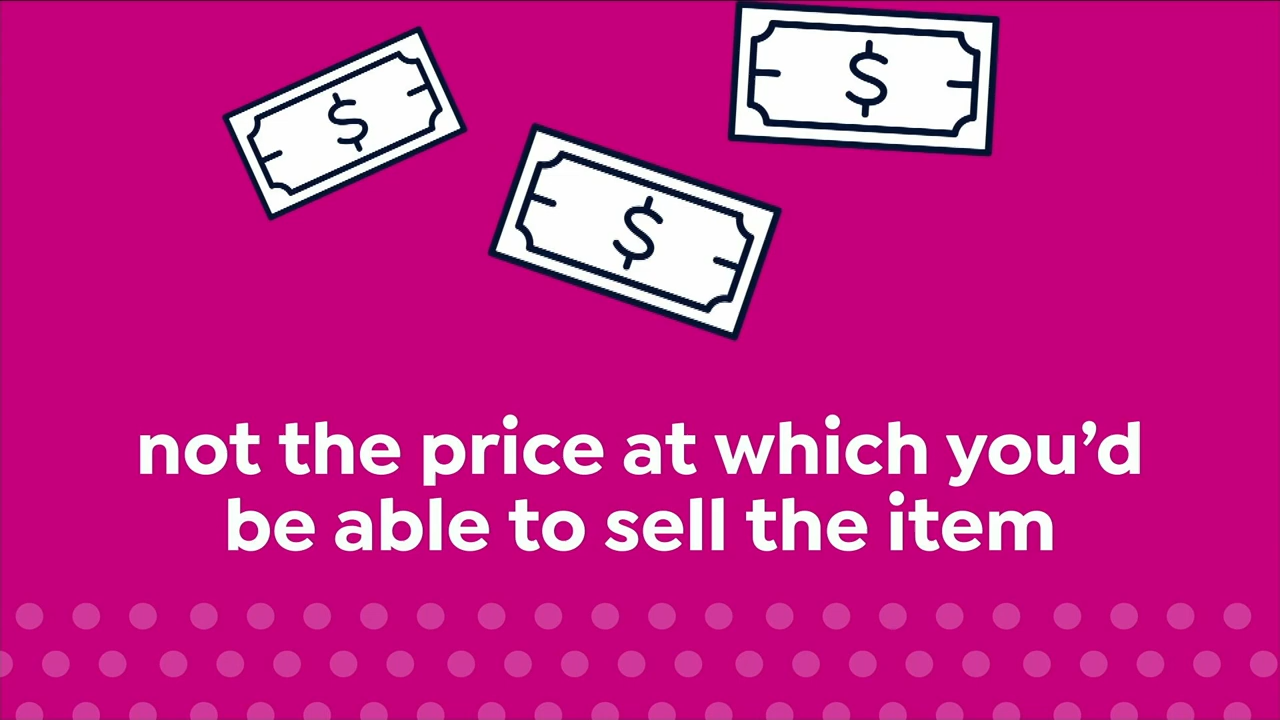 $
$
$
not the price at which you’d
be able to sell the item